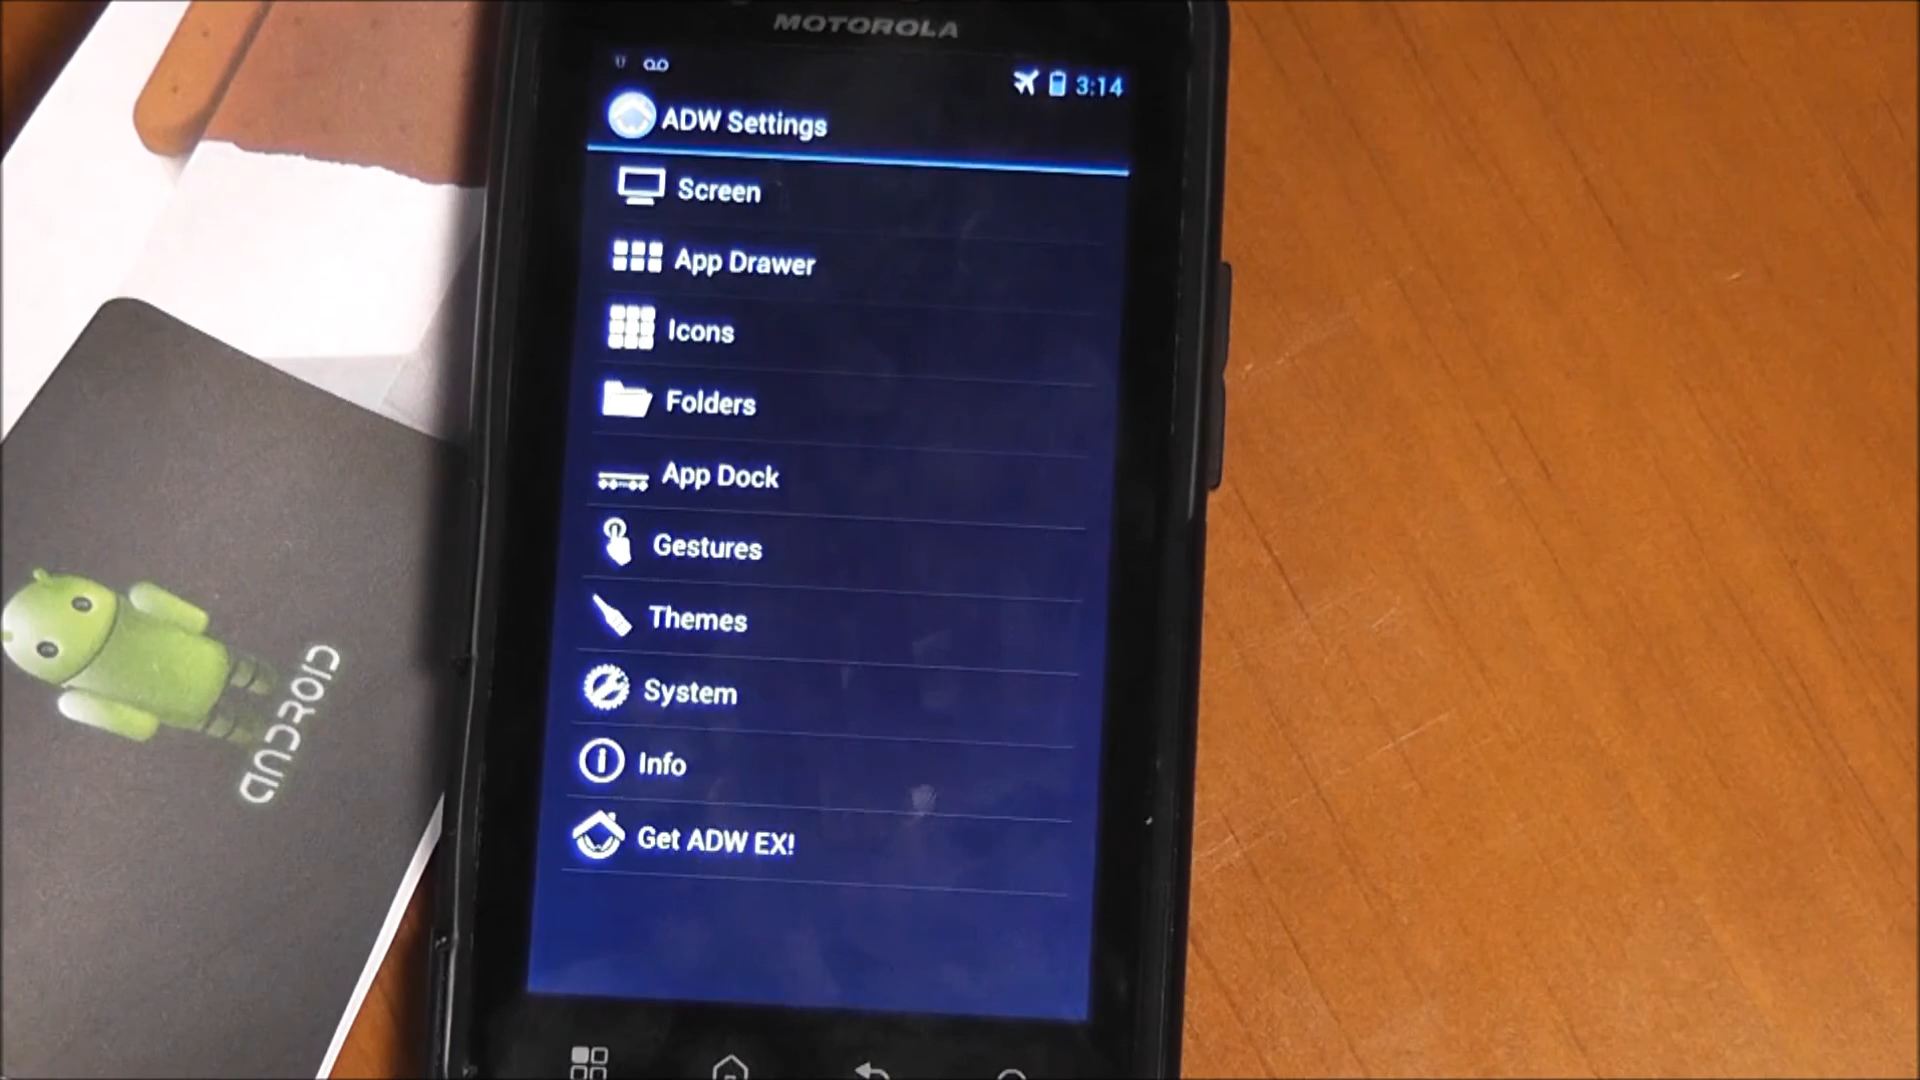 MOTOROLA
3:14
ADW Settings
Screen
App Drawer
Icons
Folders
App Dock
Gestures
Themes
System
Info
Get ADW EX!
ANDROID